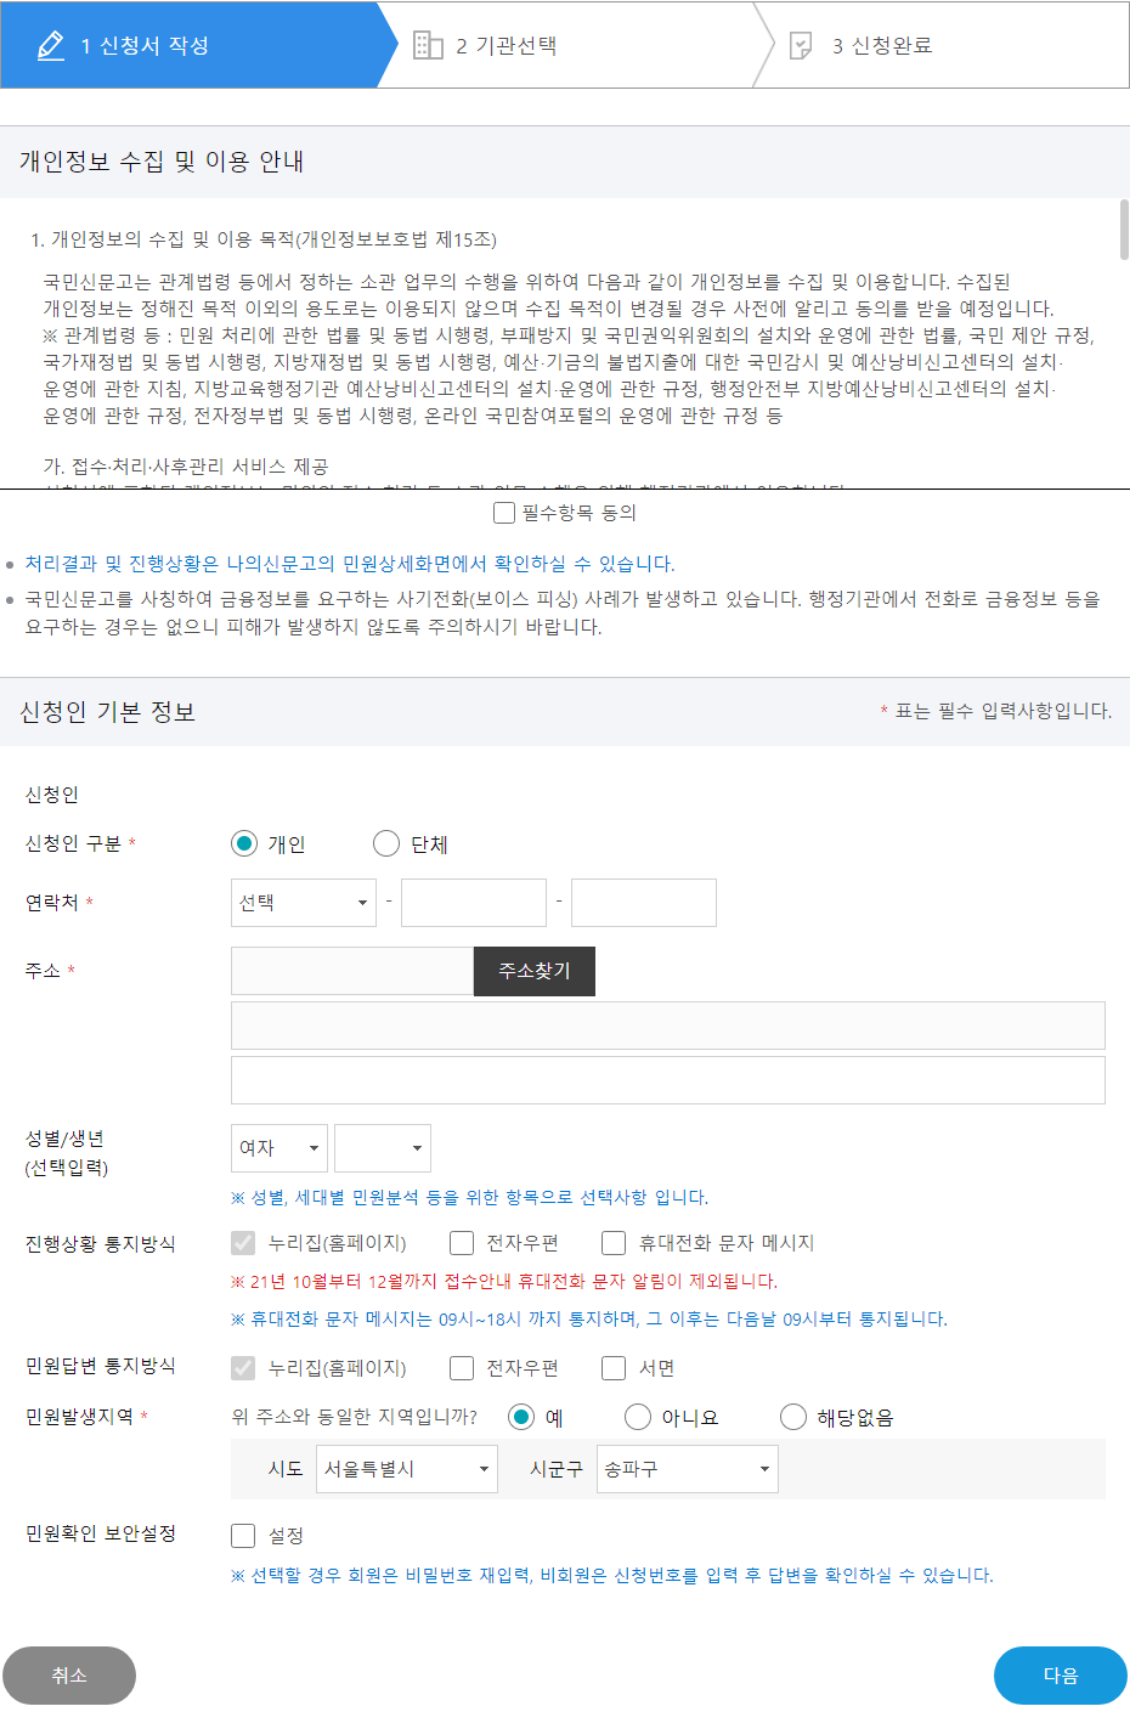 1 신청서 작성
2 기관선택
3 신청완료
개인정보 수집 및 이용 안내
1. 개인정보의 수집 및 이용 목적(개인정보보호법 제15조)
국민신문고는 관계법령 등에서 정하는 소관 업무의 수행을 위하여 다음과 같이 개인정보를 수집 및 이용합니다. 수집된
개인정보는 정해진 목적 이외의 용도로는 이용되지 않으며 수집 목적이 변경될 경우 사전에 알리고 동의를 받을 예정입니다.
※ 관계법령 등 : 민원 처리에 관한 법률 및 동법 시행령, 부패방지 및 국민권익위원회의 설치와 운영에 관한 법률, 국민 제안 규정,
국가재정법 및 동법 시행령, 지방재정법 및 동법 시행령, 예산·기금의 불법지출에 대한 국민감시 및 예산낭비신고센터의 설치·
운영에 관한 지침, 지방교육행정기관 예산낭비신고센터의 설치·운영에 관한 규정, 행정안전부 지방예산낭비신고센터의 설치·
운영에 관한 규정, 전자정부법 및 동법 시행령, 온라인 국민참여포털의 운영에 관한 규정 등
가. 접수·처리·사후관리 서비스 제공
필수항목 동의
• 처리결과 및 진행상황은 나의신문고의 민원상세화면에서 확인하실 수 있습니다.
• 국민신문고를 사칭하여 금융정보를 요구하는 사기전화(보이스 피싱) 사례가 발생하고 있습니다. 행정기관에서 전화로 금융정보 등을
요구하는 경우는 없으니 피해가 발생하지 않도록 주의하시기 바랍니다.
신청인 기본 정보
* 표는 필수 입력사항입니다.
신청인
신청인 구분 * 개인 단체
연락처 * 선택 - -
주소 * 주소찾기
성별/생년
(선택입력)
여자
※ 성별, 세대별 민원분석 등을 위한 항목으로 선택사항 입니다.
진행상황 통지방식 누리집(홈페이지) 전자우편 휴대전화 문자 메시지
※ 21년 10월부터 12월까지 접수안내 휴대전화 문자 알림이 제외됩니다.
※ 휴대전화 문자 메시지는 09시~18시 까지 통지하며, 그 이후는 다음날 09시부터 통지됩니다.
민원답변 통지방식 누리집(홈페이지) 전자우편 서면
민원발생지역 * 위 주소와 동일한 지역입니까? 예 아니요 해당없음
시도 서울특별시 시군구 송파구
민원확인 보안설정 설정
※ 선택할 경우 회원은 비밀번호 재입력, 비회원은 신청번호를 입력 후 답변을 확인하실 수 있습니다.
취소
다음